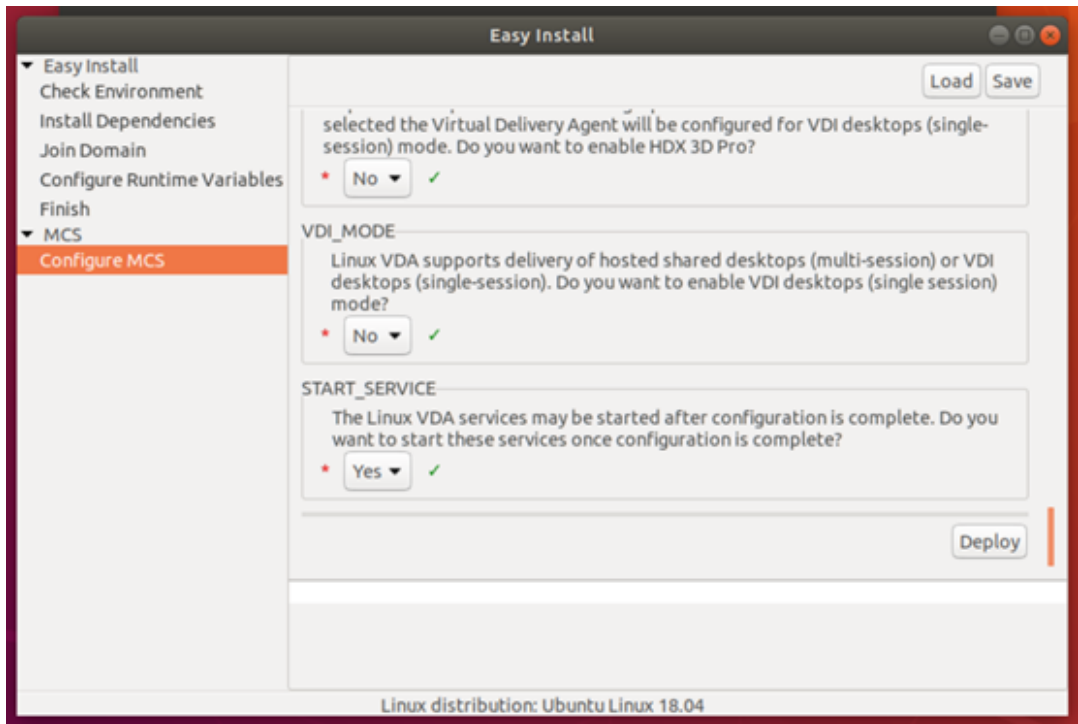 Easy Install
Easy Install
Check Environment
Install Dependencies
Join Domain
Configure Runtime Variables
Finish
MCS
Configure MCS
Load Save
selected the Virtual Delivery Agent will be configured for VDI desktops (single-
session) mode. Do you want to enable HDX 3D Pro?
* No ✓
VDI_MODE
Linux VDA supports delivery of hosted shared desktops (multi-session) or VDI
desktops (single-session). Do you want to enable VDI desktops (single session)
mode?
* No ✓
START_SERVICE
The Linux VDA services may be started after configuration is complete. Do you
want to start these services once configuration is complete?
* Yes ✓
Deploy
Linux distribution: Ubuntu Linux 18.04